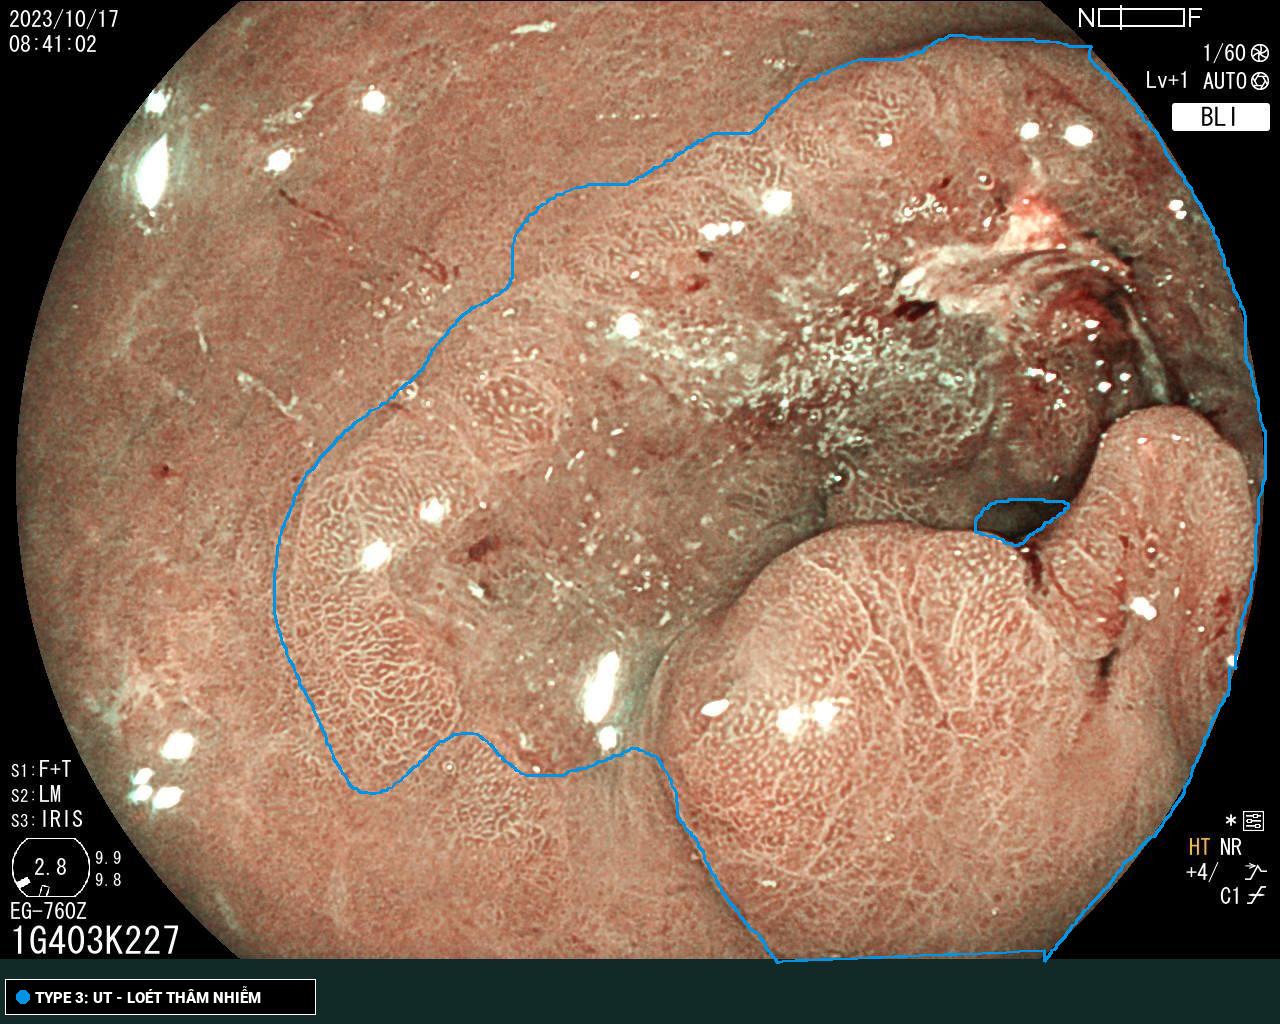 2023/10/17
08:41:02
N F
1/60
Lv+1 AUTO
BLI
S1:F+T
S2:LM
S3:IRIS
2.8
9.9
9.8
EG-760Z
1G403K227
*
HT NR
+4/
C1
TYPE 3: UT - LOÉT THÂM NHIỄM